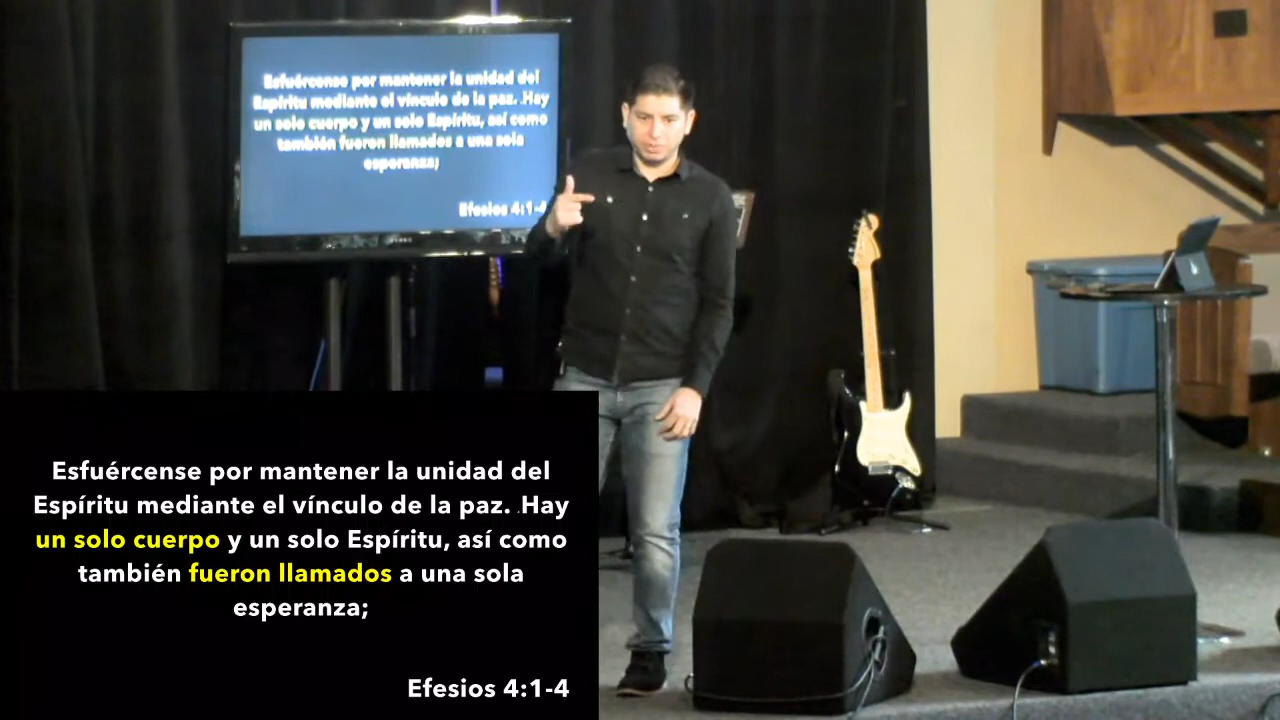 Esfuércense por mantener la unidad del
Espíritu mediante el vínculo de la paz. .Hay
un solo cuerpo y un solo Espíritu, así como
también fueron llamados a una sola
esperanza;
Efesios 4:1-4
Esfuércense por mantener la unidad del
Espíritu mediante el vínculo de la paz. .Hay
un solo cuerpo y un solo Espíritu, así como
también fueron llamados a una sola
esperanza;
Efesios 4:1-4